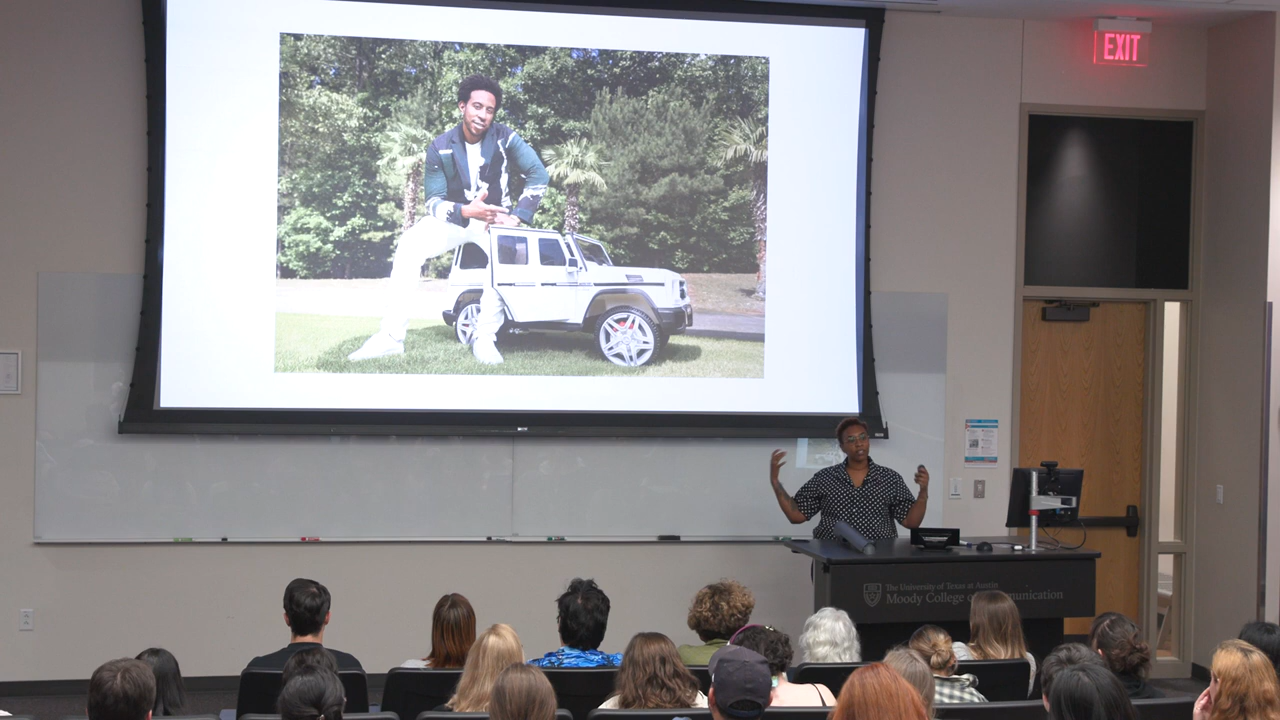 EXIT
The University of Texas at Austin
Moody College of Communication